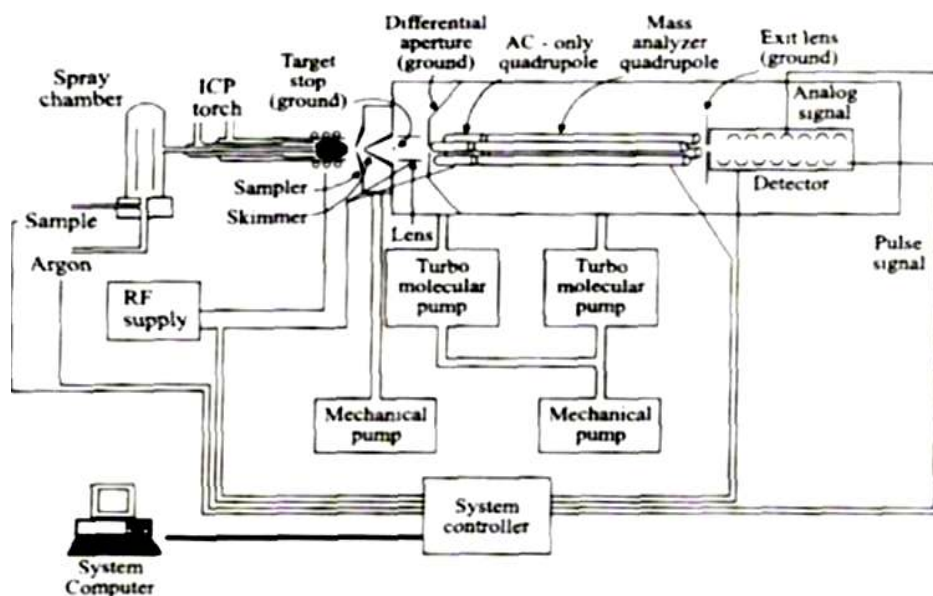 Differential
aperture
(ground)
AC - only
quadrupole
Mass
analyzer
quadrupole
Exit lens
(ground)
Target
stop
(ground)
Spray
chamber
ICP
torch
Analog
signal
Sampler
Skimmer
Detector
Sample
Lens
Argon
Pulse
signal
RF
supply
Turbo
molecular
pump
Turbo
molecular
pump
Mechanical
pump
Mechanical
pump
System
controller
System
Computer